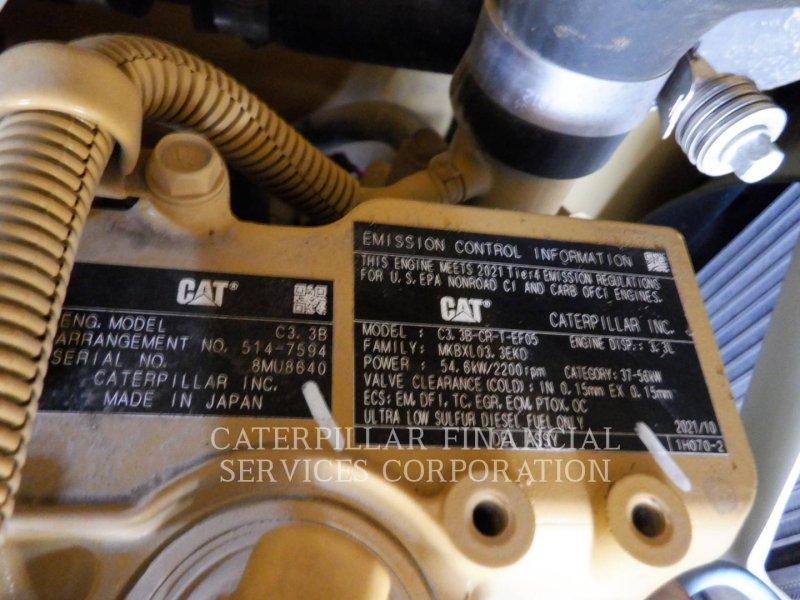 CAT®
ENG. MODEL C3.3B
ARRANGEMENT NO. 514-7594
SERIAL NO. 8MU8640
CATERPILLAR INC.
MADE IN JAPAN
EMISSION CONTROL INFORMATION
THIS ENGINE MEETS 2021 Tier4 EMISSION REGULATIONS
FOR U.S. EPA NONROAD CI AND CARB OFCI ENGINES.
CAT® CATERPILLAR INC.
MODEL : C3.3B-CR-T-EF05 ENGINE DISP.: 3.3L
FAMILY: MKBXL03.3EKD
POWER : 54.6kW/2200rpm CATEGORY: 37-56kW
VALVE CLEARANCE (COLD): IN 0.15mm EX 0.15mm
ECS: EM, DFI, TC, EGR, ECM, PTOX, OC
ULTRA LOW SULFUR DIESEL FUEL ONLY 2021/10
1H070-2
CATERPILLAR FINANCIAL
SERVICES CORPORATION